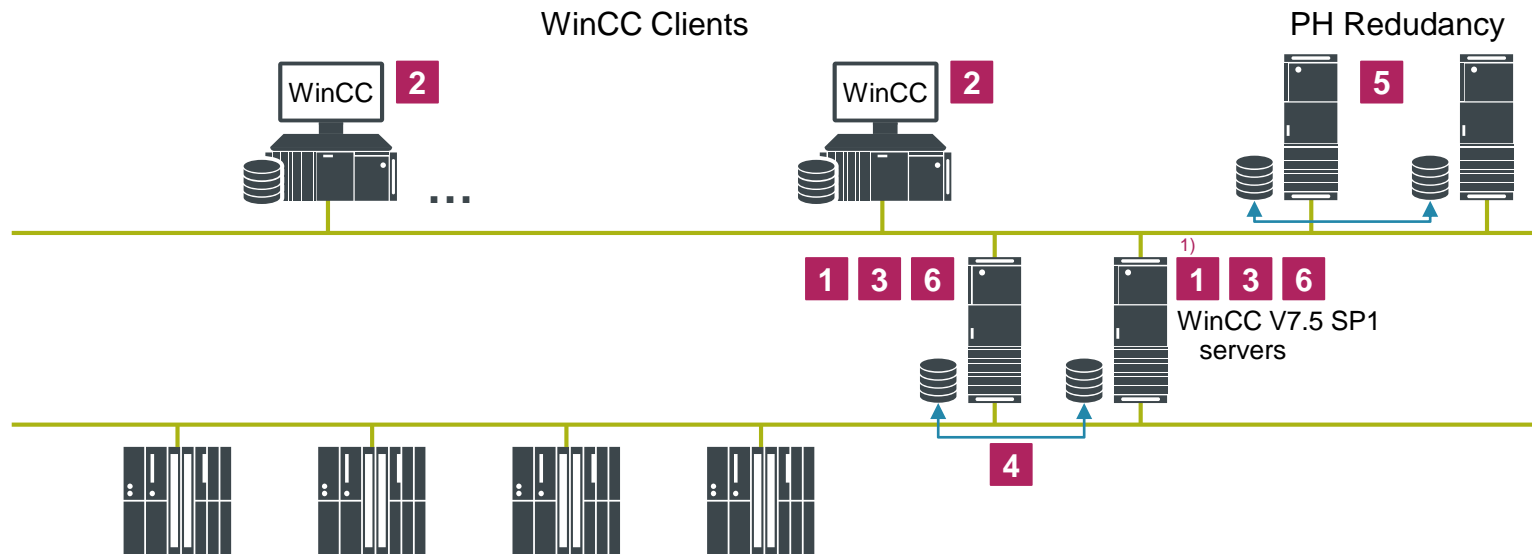 WinCC Clients
PH Redudancy
WinCC
2
WinCC
2
5
...
1 3 6
1)
1 3 6
WinCC V7.5 SP1
servers
4